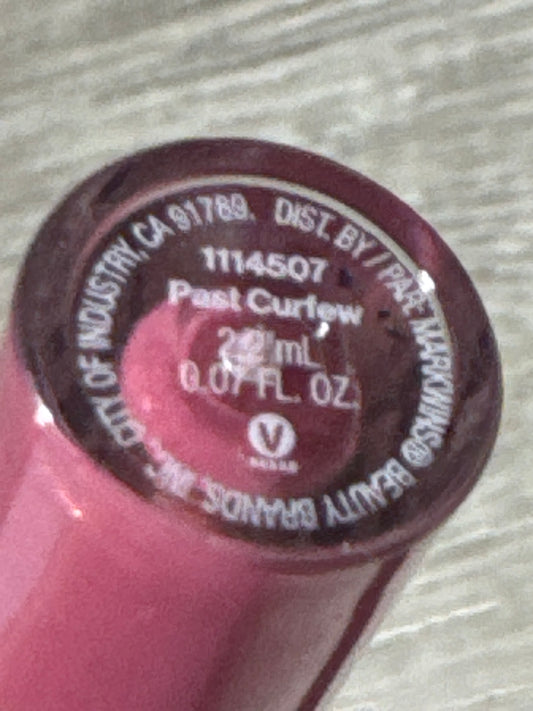 DIST. BY / PAR: MARKWINS® BEAUTY BRANDS, INC., CITY OF INDUSTRY, CA 91789.
1114507
Past Curfew
mL
0.07 FL. OZ.
V
VEGAN